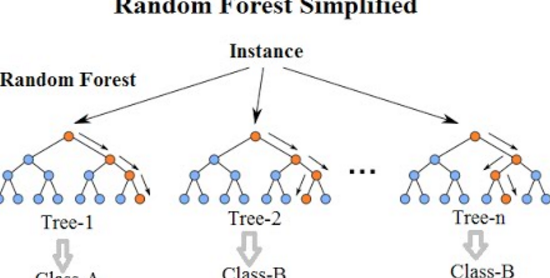 Random Forest Simplified
Instance
Random Forest
...
Tree-1
Tree-2
Tree-n
Class-A
Class-B
Class-B